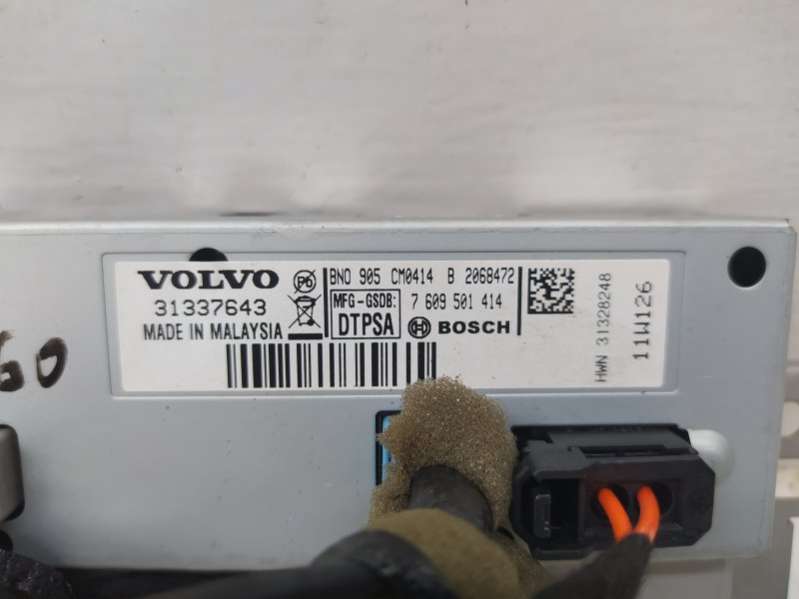 VOLVO
31337643
MADE IN MALAYSIA
BNO 905 CM0414 B 2068472
MFG-GSDB:
DTPSA
7 609 501 414
BOSCH
HWN 31328248
11W126
60